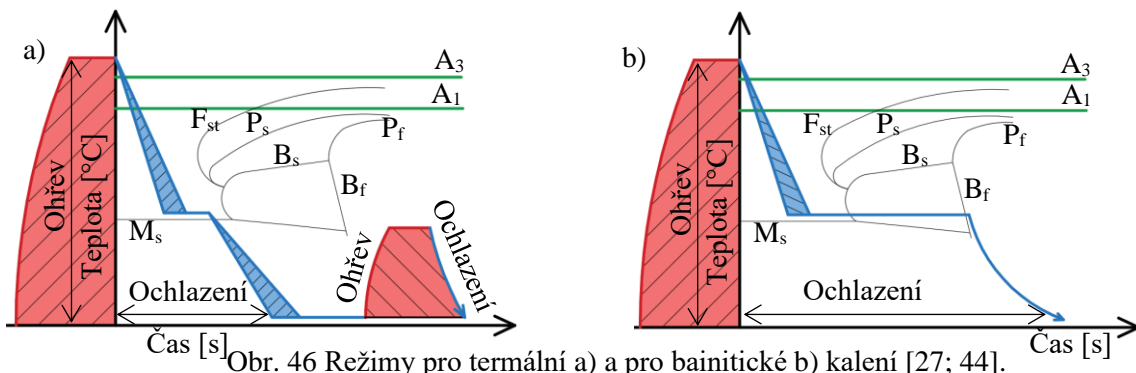 a)
A3
A1
Fst
Ps
Pf
Bs
Bf
Ms
Ohřev
Teplota [°C]
Ohřev
Ochlazení
Ochlazení
Čas [s]
b)
A3
A1
Fst
Ps
Pf
Bs
Bf
Ms
Ohřev
Teplota [°C]
Ochlazení
Čas [s]
Obr. 46 Režimy pro termální a) a pro bainitické b) kalení [27; 44].